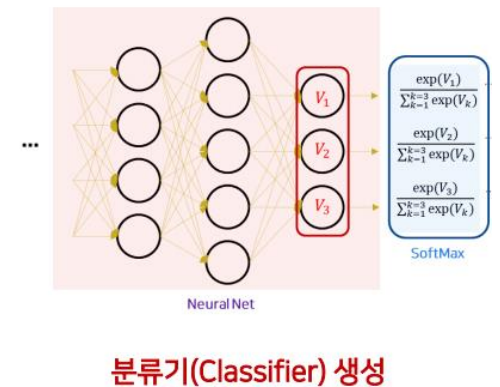 ...
V₁
V₂
V₃
exp(V₁) / ∑ₖ₌₁ᵏ⁼³ exp(Vₖ)
exp(V₂) / ∑ₖ₌₁ᵏ⁼³ exp(Vₖ)
exp(V₃) / ∑ₖ₌₁ᵏ⁼³ exp(Vₖ)
SoftMax
Neural Net
분류기(Classifier) 생성